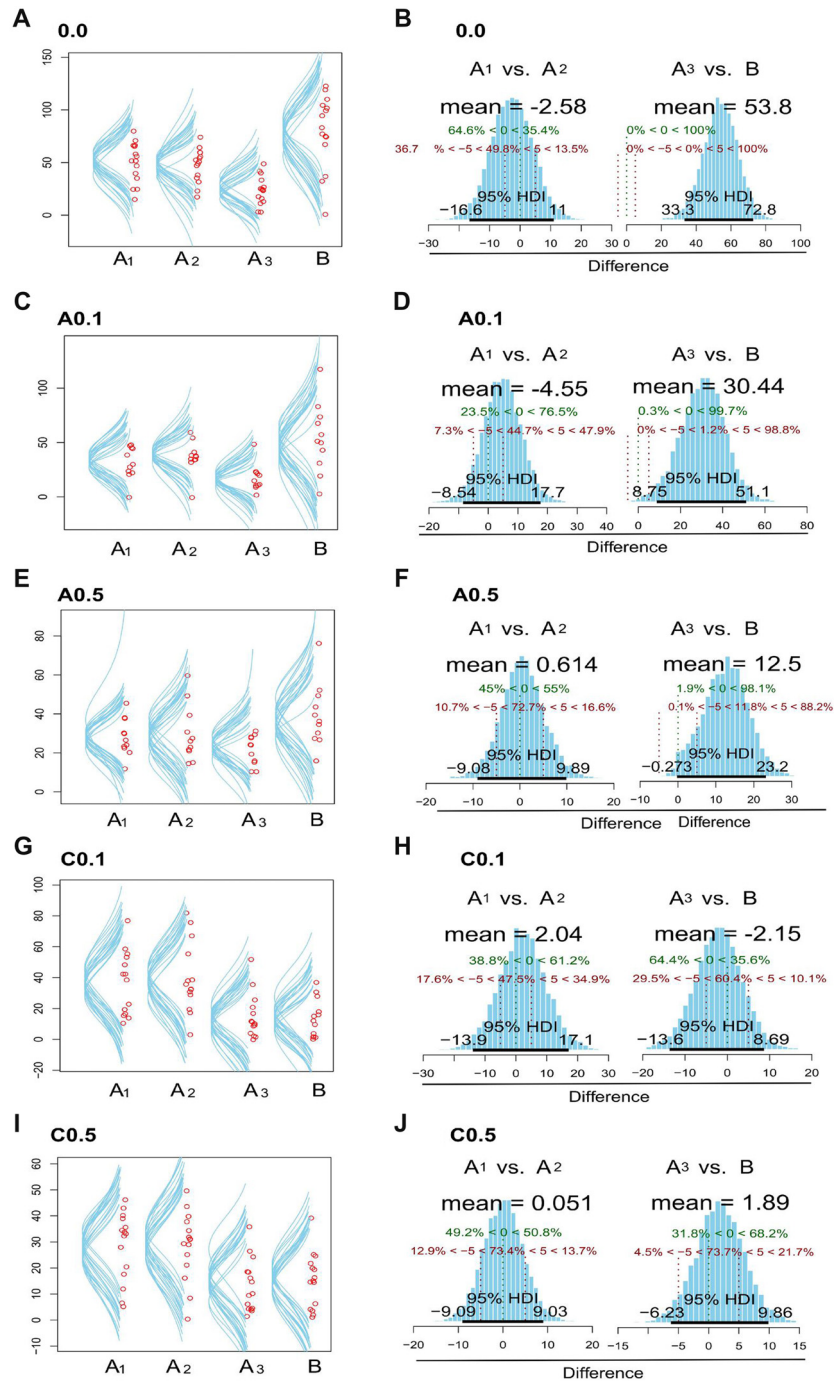 A
0.0
150
100
50
0
A1 A2 A3 B
B
0.0
A1 vs. A2
mean = -2.58
64.6% < 0 < 35.4%
36.7 % < −5 < 49.8% < 5 < 13.5%
95% HDI
−16.6 11
−30 −20 −10 0 10 20 30
A3 vs. B
mean = 53.8
0% < 0 < 100%
0% < −5 < 0% < 5 < 100%
95% HDI
33.3 72.8
0 20 40 60 80 100
Difference
C
A0.1
100
50
0
A1 A2 A3 B
D
A0.1
A1 vs. A2
mean = -4.55
23.5% < 0 < 76.5%
7.3% < −5 < 44.7% < 5 < 47.9%
95% HDI
−8.54 17.7
−20 −10 0 10 20 30 40
A3 vs. B
mean = 30.44
0.3% < 0 < 99.7%
0% < −5 < 1.2% < 5 < 98.8%
95% HDI
8.75 51.1
0 20 40 60 80
Difference
E
A0.5
80
60
40
20
0
A1 A2 A3 B
F
A0.5
A1 vs. A2
mean = 0.614
45% < 0 < 55%
10.7% < −5 < 72.7% < 5 < 16.6%
95% HDI
−9.08 9.89
−20 −10 0 10 20
A3 vs. B
mean = 12.5
1.9% < 0 < 98.1%
0.1% < −5 < 11.8% < 5 < 88.2%
95% HDI
−0.273 23.2
−10 0 10 20 30
Difference Difference
G
C0.1
100
80
60
40
20
0
−20
A1 A2 A3 B
H
C0.1
A1 vs. A2
mean = 2.04
38.8% < 0 < 61.2%
17.6% < −5 < 47.5% < 5 < 34.9%
95% HDI
−13.9 17.1
−20 −10 0 10 20 30
A3 vs. B
mean = -2.15
64.4% < 0 < 35.6%
29.5% < −5 < 60.4% < 5 < 10.1%
95% HDI
−13.6 8.69
−20 −10 0 10 20
Difference
I
C0.5
60
50
40
30
20
10
0
−10
A1 A2 A3 B
J
C0.5
A1 vs. A2
mean = 0.051
49.2% < 0 < 50.8%
12.9% < −5 < 73.4% < 5 < 13.7%
95% HDI
−9.09 9.03
−20 −10 0 10 20
A3 vs. B
mean = 1.89
31.8% < 0 < 68.2%
4.5% < −5 < 73.7% < 5 < 21.7%
95% HDI
−6.23 9.86
−15 −5 0 5 10 15
Difference